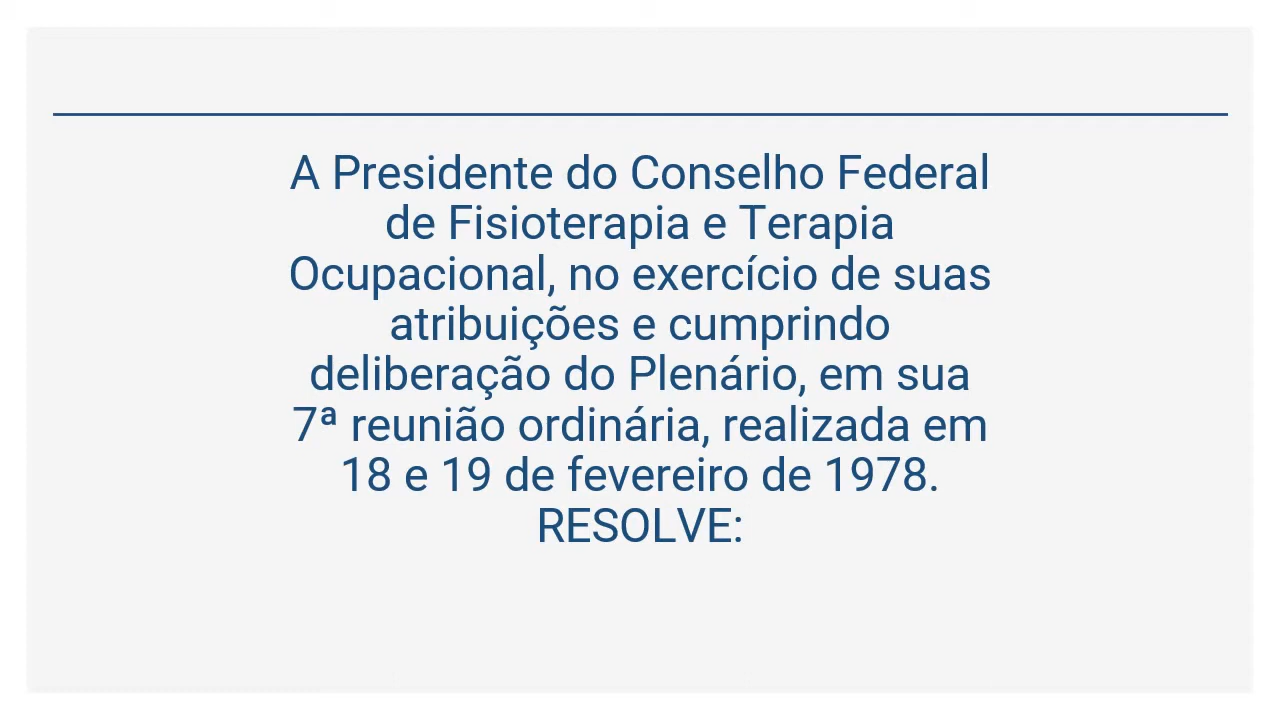 A Presidente do Conselho Federal
de Fisioterapia e Terapia
Ocupacional, no exercício de suas
atribuições e cumprindo
deliberação do Plenário, em sua
7ª reunião ordinária, realizada em
18 e 19 de fevereiro de 1978.
RESOLVE: